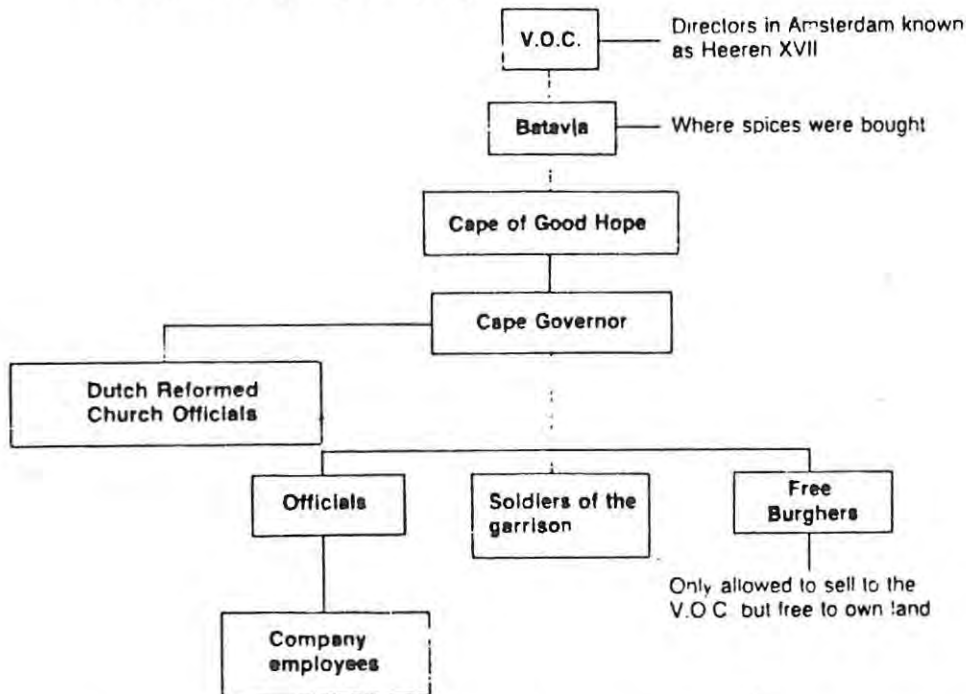 V.O.C.
Directors in Amsterdam known
as Heeren XVII
Batavia
Where spices were bought
Cape of Good Hope
Cape Governor
Dutch Reformed
Church Officials
Officials
Soldiers of the
garrison
Free
Burghers
Only allowed to sell to the
V.O.C. but free to own land
Company
employees